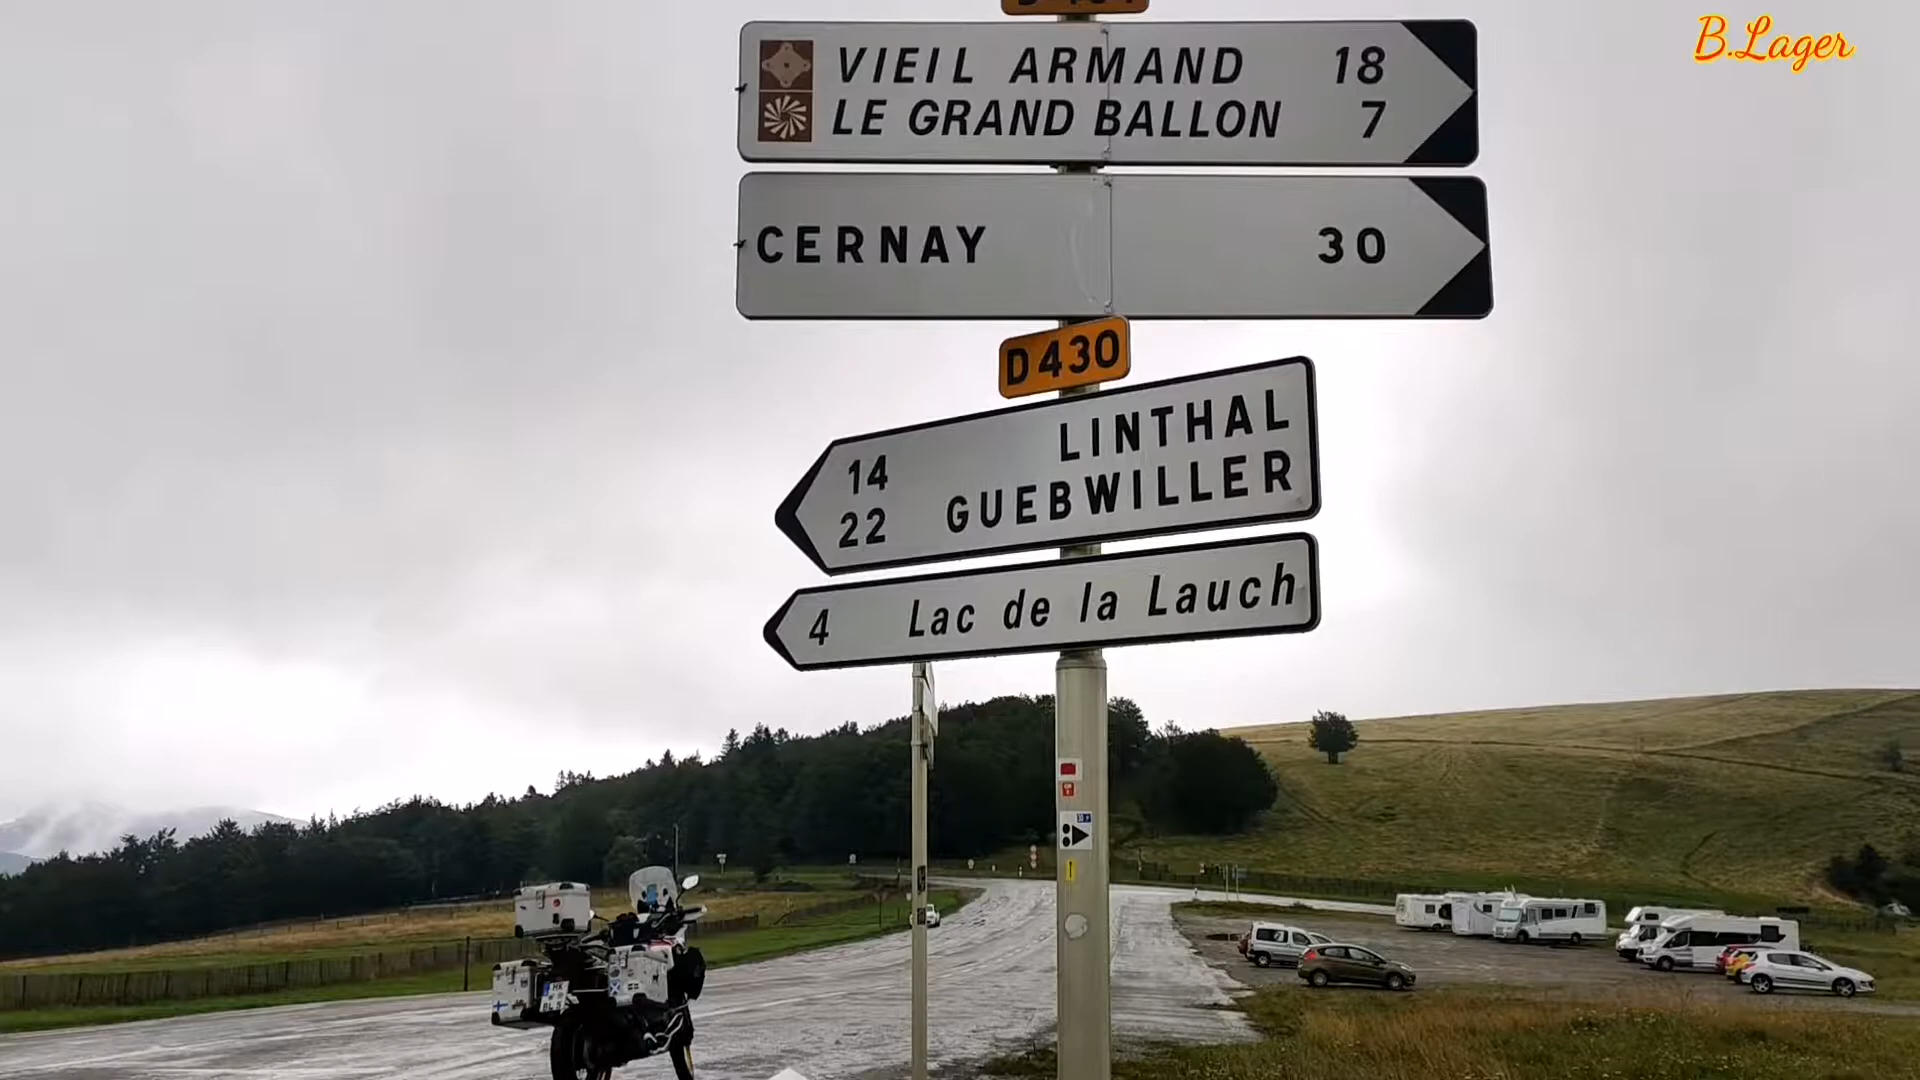 B.Lager
VIEIL ARMAND 18
LE GRAND BALLON 7
CERNAY 30
D430
14 LINTHAL
22 GUEBWILLER
4 Lac de la Lauch